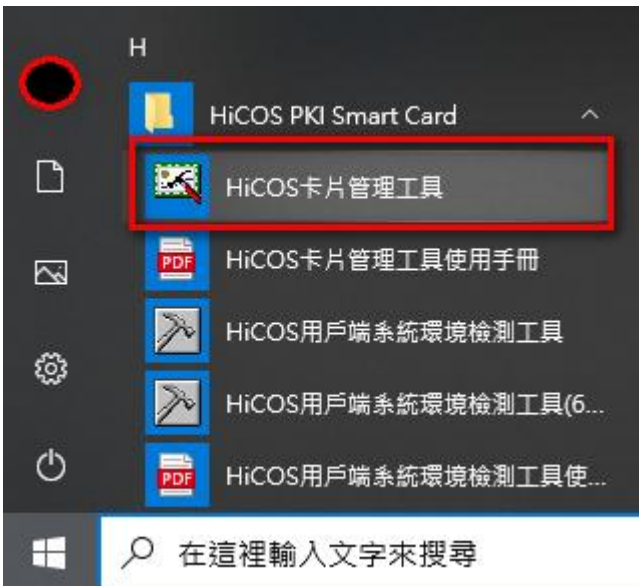 H
HiCOS PKI Smart Card
HiCOS卡片管理工具
PDF
HiCOS卡片管理工具使用手冊
HiCOS用戶端系統環境檢測工具
HiCOS用戶端系統環境檢測工具(6...
PDF
HiCOS用戶端系統環境檢測工具使...
在這裡輸入文字來搜尋